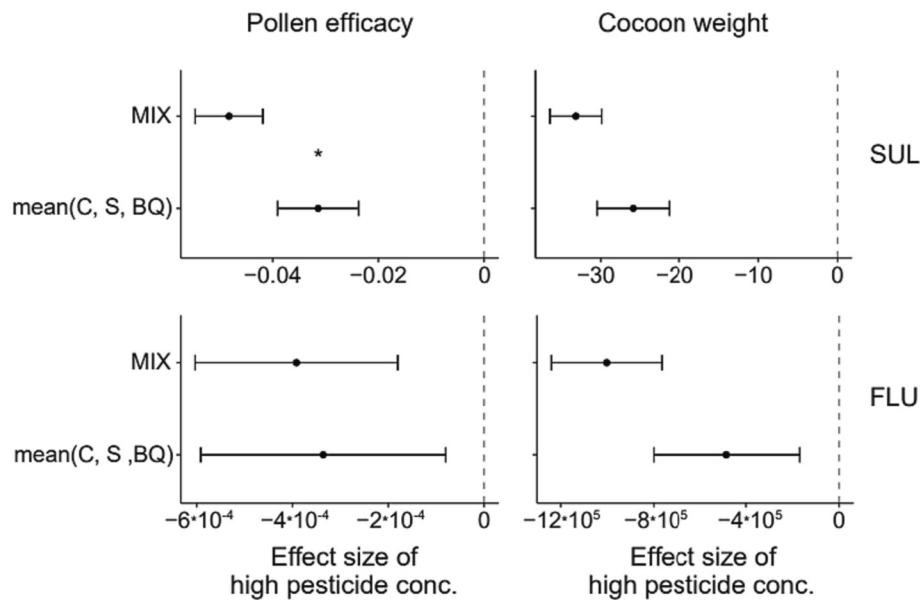 Pollen efficacy
Cocoon weight
MIX
*
mean(C, S, BQ)
SUL
−0.04 −0.02 0
−30 −20 −10 0
MIX
mean(C, S ,BQ)
FLU
−6*10⁻⁴ −4*10⁻⁴ −2*10⁻⁴ 0
−12*10⁵ −8*10⁵ −4*10⁵ 0
Effect size of
high pesticide conc.
Effect size of
high pesticide conc.